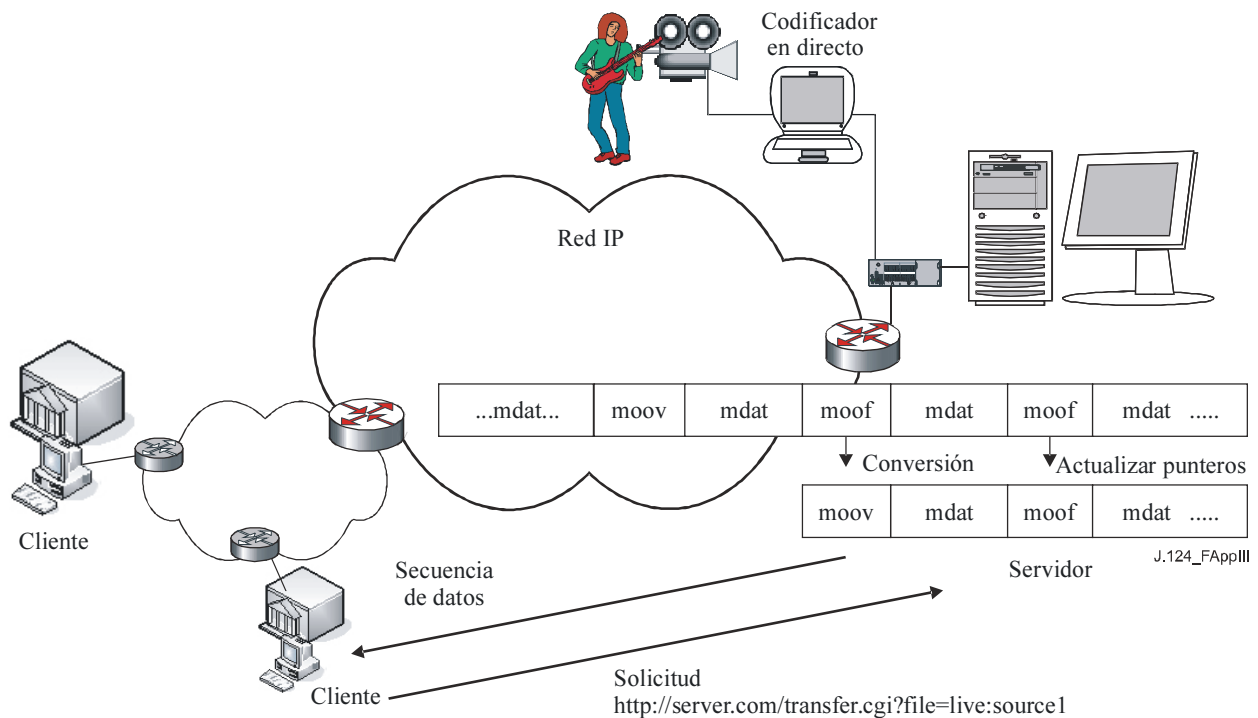 Codificador
en directo
Red IP
...mdat... moov mdat moof mdat moof mdat .....
Conversión Actualizar punteros
moov mdat moof mdat .....
Cliente
J.124_FAppIII
Servidor
Secuencia
de datos
Cliente
Solicitud
http://server.com/transfer.cgi?file=live:source1